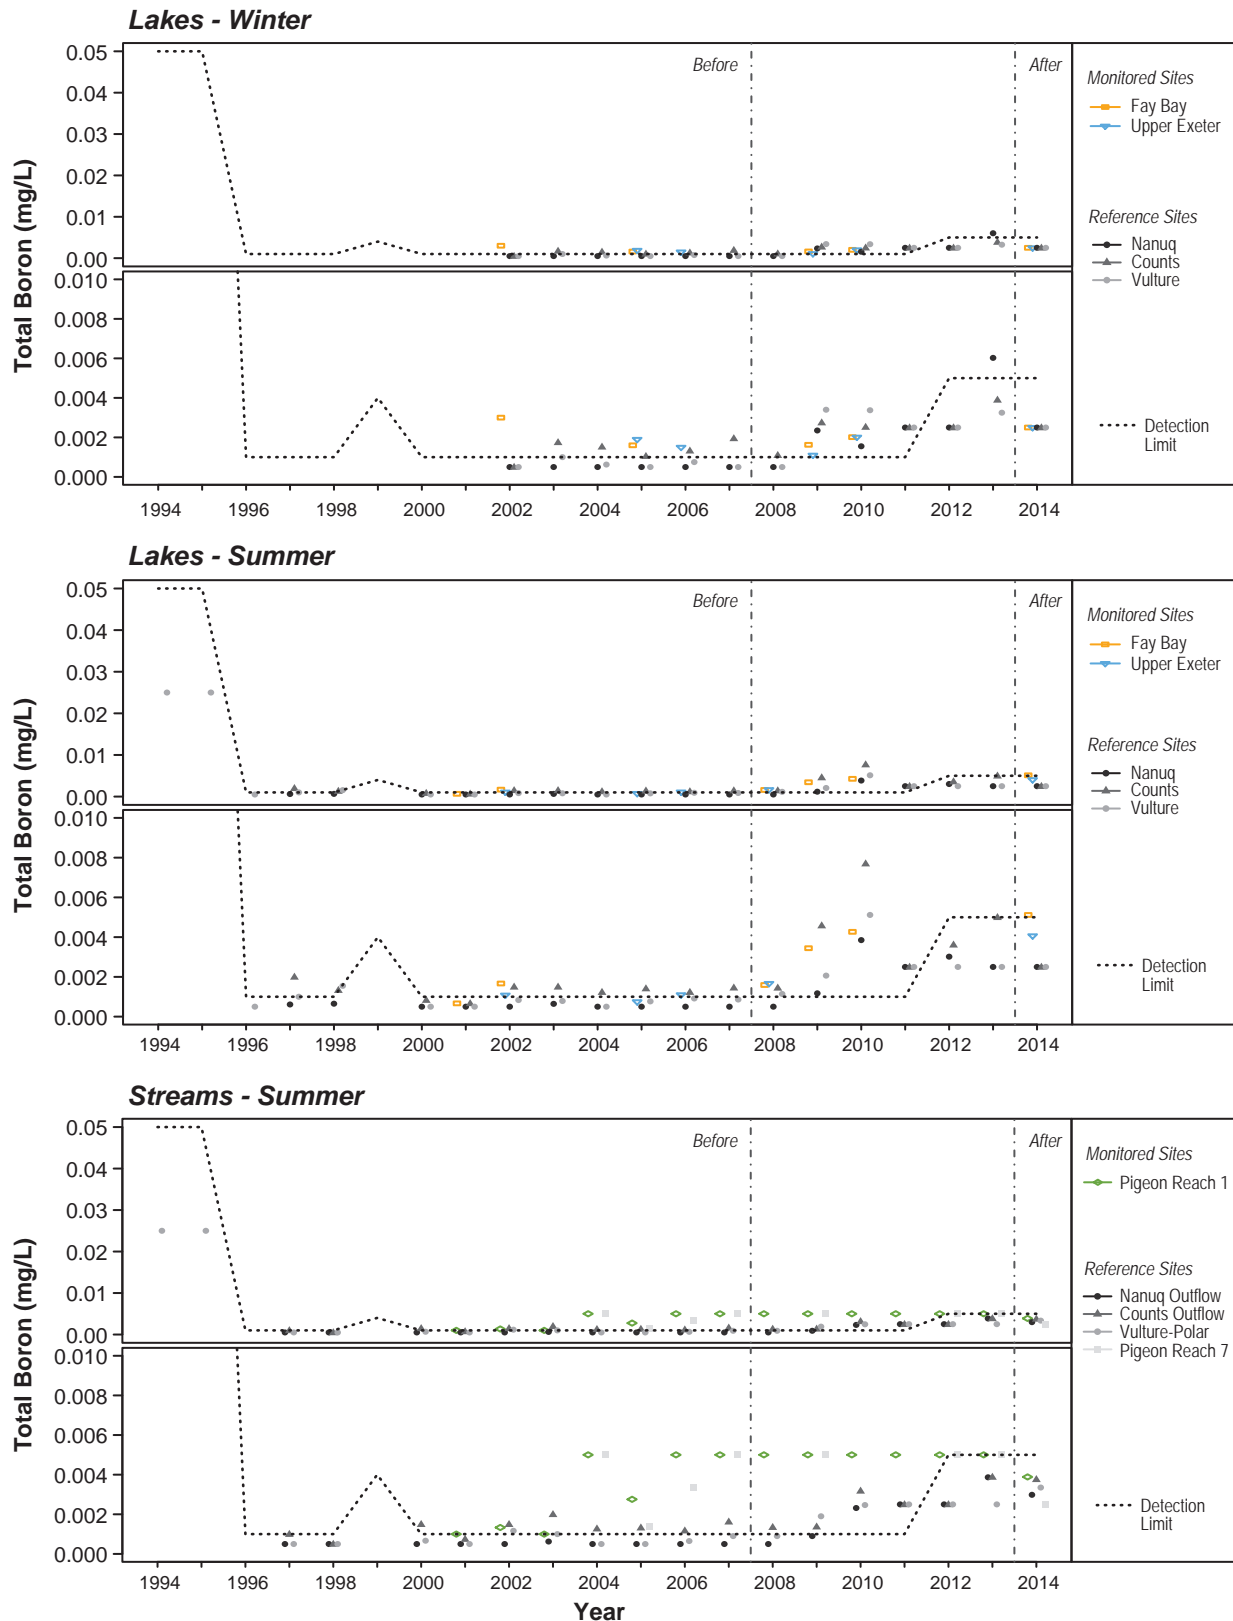 Lakes - Winter
Total Boron (mg/L)
0.05
0.04
0.03
0.02
0.01
0.00
Before
After
0.010
0.008
0.006
0.004
0.002
0.000
1994
1996
1998
2000
2002
2004
2006
2008
2010
2012
2014
Monitored Sites
Fay Bay
Upper Exeter
Reference Sites
Nanuq
Counts
Vulture
Detection
Limit
Lakes - Summer
Total Boron (mg/L)
0.05
0.04
0.03
0.02
0.01
0.00
Before
After
0.010
0.008
0.006
0.004
0.002
0.000
1994
1996
1998
2000
2002
2004
2006
2008
2010
2012
2014
Monitored Sites
Fay Bay
Upper Exeter
Reference Sites
Nanuq
Counts
Vulture
Detection
Limit
Streams - Summer
Total Boron (mg/L)
0.05
0.04
0.03
0.02
0.01
0.00
Before
After
0.010
0.008
0.006
0.004
0.002
0.000
1994
1996
1998
2000
2002
2004
2006
2008
2010
2012
2014
Year
Monitored Sites
Pigeon Reach 1
Reference Sites
Nanuq Outflow
Counts Outflow
Vulture-Polar
Pigeon Reach 7
Detection
Limit